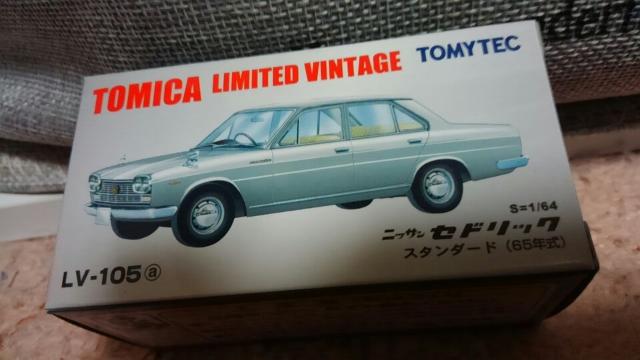 TOMICA LIMITED VINTAGE TOMYTEC
S=1/64
ニッサン セドリック
スタンダード (65年式)
LV-105ⓐ